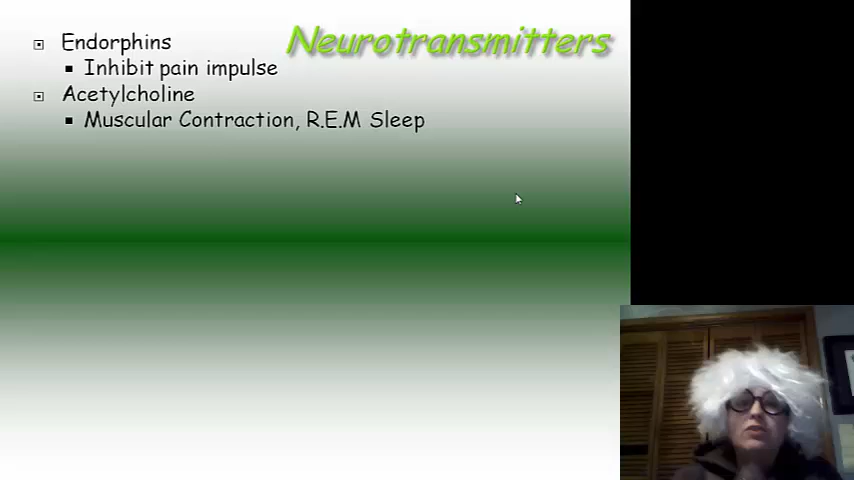 Neurotransmitters
Endorphins
Inhibit pain impulse
Acetylcholine
Muscular Contraction, R.E.M Sleep